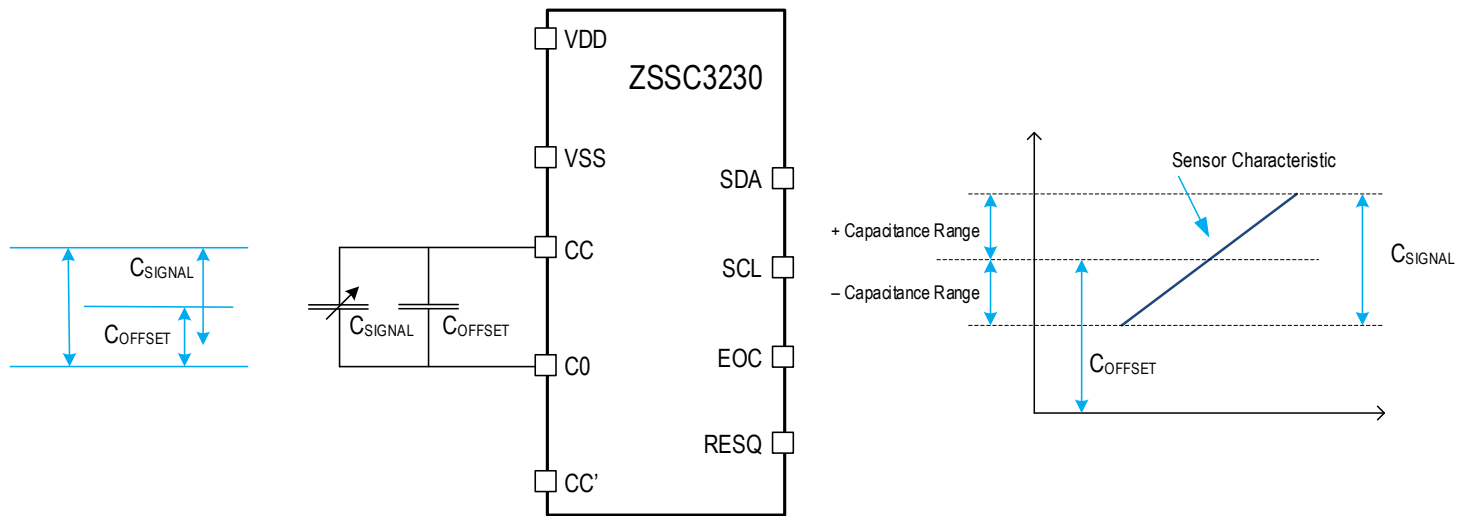 VDD
ZSSC3230
VSS
SDA
CC
SCL
C0
EOC
RESQ
CC’
CSIGNAL
COFFSET
CSIGNAL
COFFSET
Sensor Characteristic
+ Capacitance Range
– Capacitance Range
CSIGNAL
COFFSET